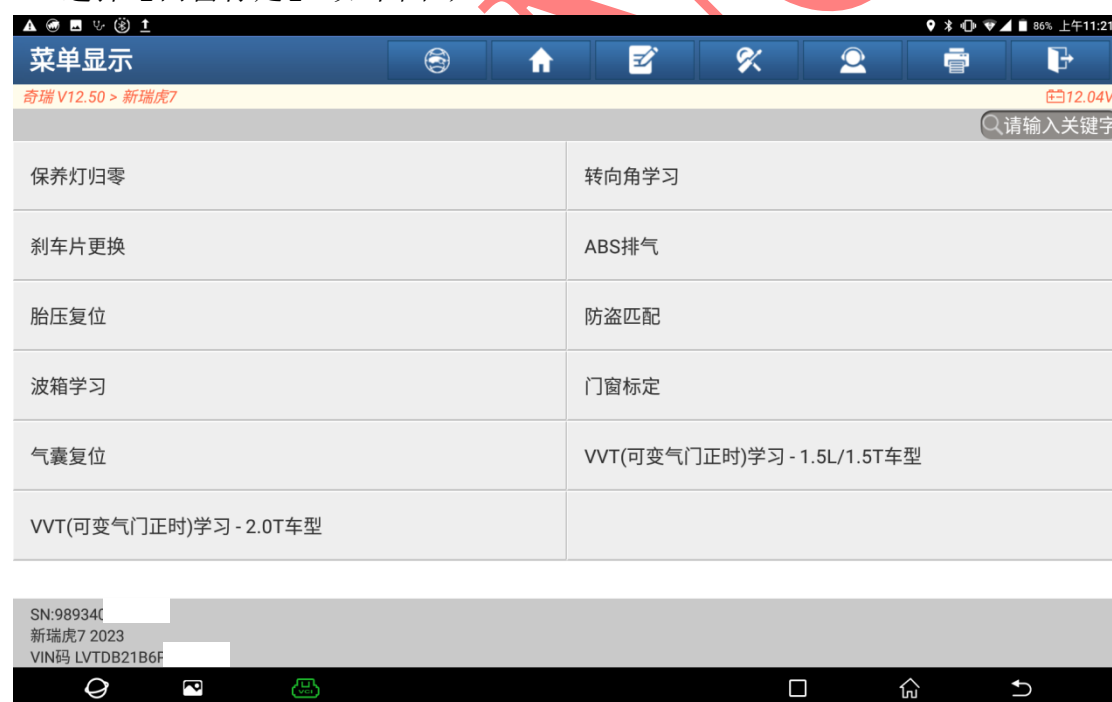 86% 上午11:21
菜单显示
奇瑞 V12.50 > 新瑞虎7
12.04V
请输入关键字
保养灯归零
转向角学习
刹车片更换
ABS排气
胎压复位
防盗匹配
波箱学习
门窗标定
气囊复位
VVT(可变气门正时)学习 - 1.5L/1.5T车型
VVT(可变气门正时)学习 - 2.0T车型
SN:989340
新瑞虎7 2023
VIN码 LVTDB21B6P
VCI